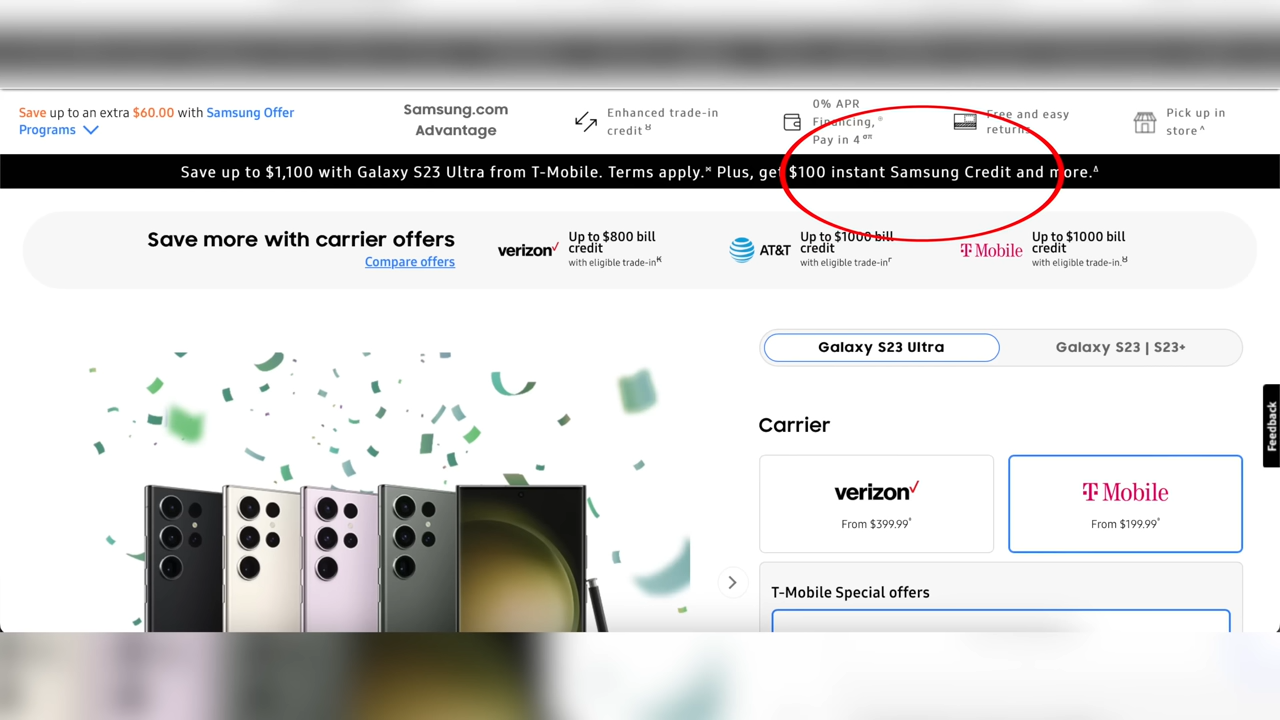 Save up to an extra $60.00 with Samsung Offer
Programs
Samsung.com
Advantage
Enhanced trade-in
credit
0% APR
Financing,
Pay in 4
Free and easy
returns
Pick up in
store
Save up to $1,100 with Galaxy S23 Ultra from T-Mobile. Terms apply. Plus, get $100 instant Samsung Credit and more.
Save more with carrier offers
Compare offers
verizon
Up to $800 bill
credit
with eligible trade-in
AT&T
Up to $1000 bill
credit
with eligible trade-in
T Mobile
Up to $1000 bill
credit
with eligible trade-in.
Galaxy S23 Ultra
Galaxy S23 | S23+
Feedback
Carrier
verizon
From $399.99
T Mobile
From $199.99
T-Mobile Special offers